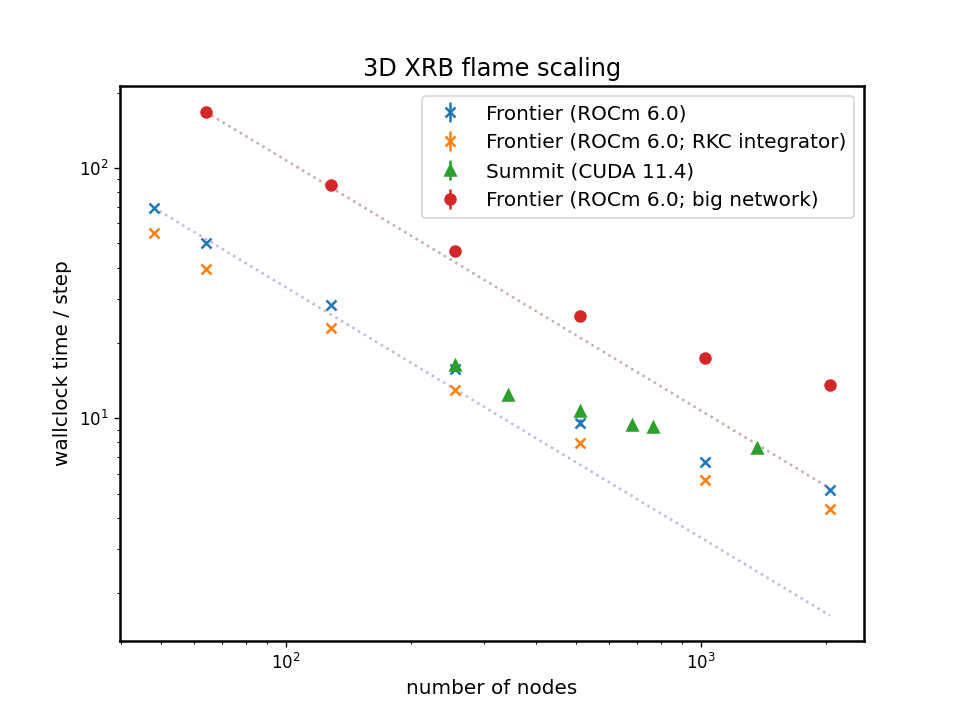 3D XRB flame scaling
Frontier (ROCm 6.0)
Frontier (ROCm 6.0; RKC integrator)
Summit (CUDA 11.4)
Frontier (ROCm 6.0; big network)
wallclock time / step
10²
10¹
10²
10³
number of nodes